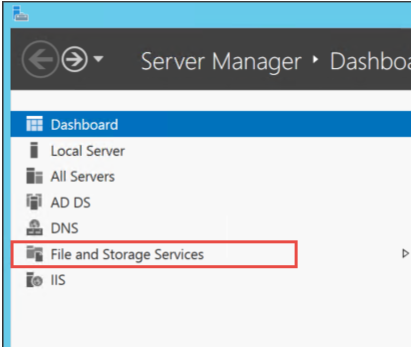 Server Manager ‣ Dashboa
Dashboard
Local Server
All Servers
AD DS
DNS
File and Storage Services
IIS